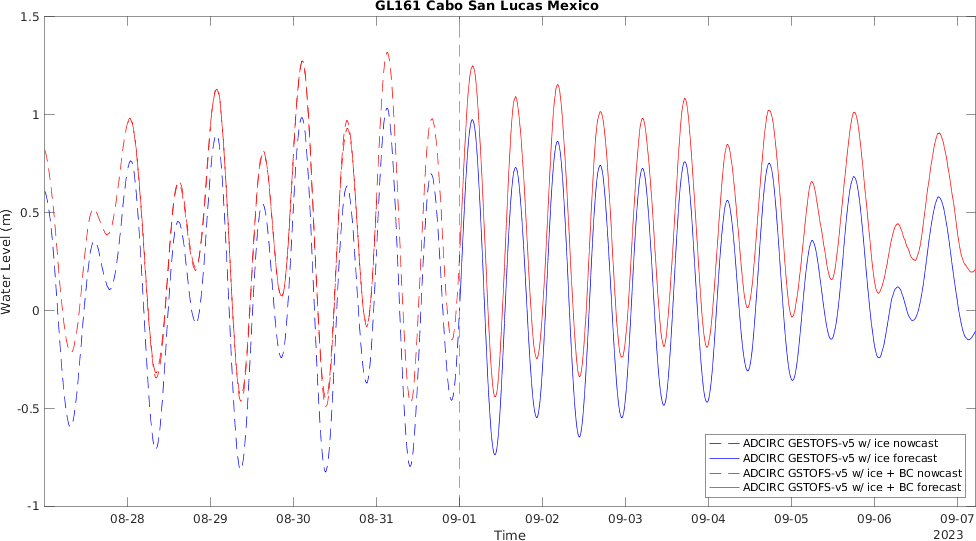 GL161 Cabo San Lucas Mexico
1.5
1
0.5
0
-0.5
-1
Water Level (m)
ADCIRC GESTOFS-v5 w/ ice nowcast
ADCIRC GESTOFS-v5 w/ ice forecast
ADCIRC GSTOFS-v5 w/ ice + BC nowcast
ADCIRC GSTOFS-v5 w/ ice + BC forecast
08-28 08-29 08-30 08-31 09-01 09-02 09-03 09-04 09-05 09-06 09-07
Time
2023